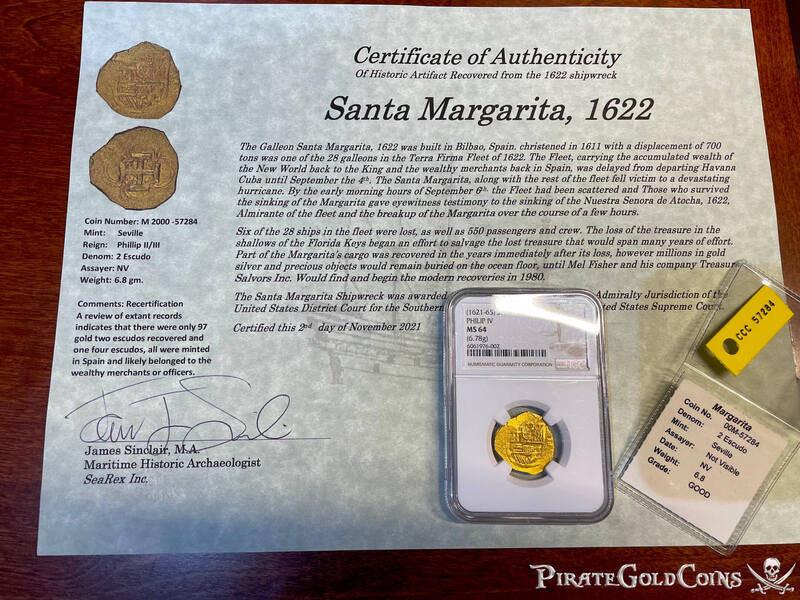 Certificate of Authenticity
Of Historic Artifact Recovered from the 1622 shipwreck
Santa Margarita, 1622
The Galleon Santa Margarita, 1622 was built in Bilbao, Spain. christened in 1611 with a displacement of 700
tons was one of the 28 galleons in the Terra Firma Fleet of 1622. The Fleet, carrying the accumulated wealth of
the New World back to the King and the wealthy merchants back in Spain, was delayed from departing Havana
Cuba until September the 4th. The Santa Margarita, along with the rest of the fleet fell victim to a devastating
hurricane. By the early morning hours of September 6th. the Fleet had been scattered and Those who survived
the sinking of the Margarita gave eyewitness testimony to the sinking of the Nuestra Senora de Atocha, 1622,
Almirante of the fleet and the breakup of the Margarita over the course of a few hours.
Six of the 28 ships in the fleet were lost, as well as 550 passengers and crew. The loss of the treasure in the
shallows of the Florida Keys began an effort to salvage the lost treasure that would span many years of effort.
Part of the Margarita's cargo was recovered in the years immediately after its loss, however millions in gold
silver and precious objects would remain buried on the ocean floor, until Mel Fisher and his company Treasure
Salvors Inc. Would find and begin the modern recoveries in 1980.
The Santa Margarita Shipwreck was awarded Admiralty Jurisdiction of the
United States District Court for the Southern United States Supreme Court.
Certified this 2nd day of November 2021
Coin Number: M 2000 -57284
Mint: Seville
Reign: Phillip II/III
Denom: 2 Escudo
Assayer: NV
Weight: 6.8 gm.
Comments: Recertification
A review of extant records
indicates that there were only 97
gold two escudos recovered and
one four escudos, all were minted
in Spain and likely belonged to the
wealthy merchants or officers.
James Sinclair, M.A.
Maritime Historic Archaeologist
SeaRex Inc.
(1621-65)
PHILIP IV
MS 64
(6.78g)
6061976-002
NUMISMATIC GUARANTY CORPORATION
CCC 57284
Margarita
Coin No. 00M-57284
Denom: 2 Escudo
Mint: Seville
Assayer: Not Visible
Date: NV
Weight: 6.8
Grade: GOOD
PIRATEGOLDCOINS